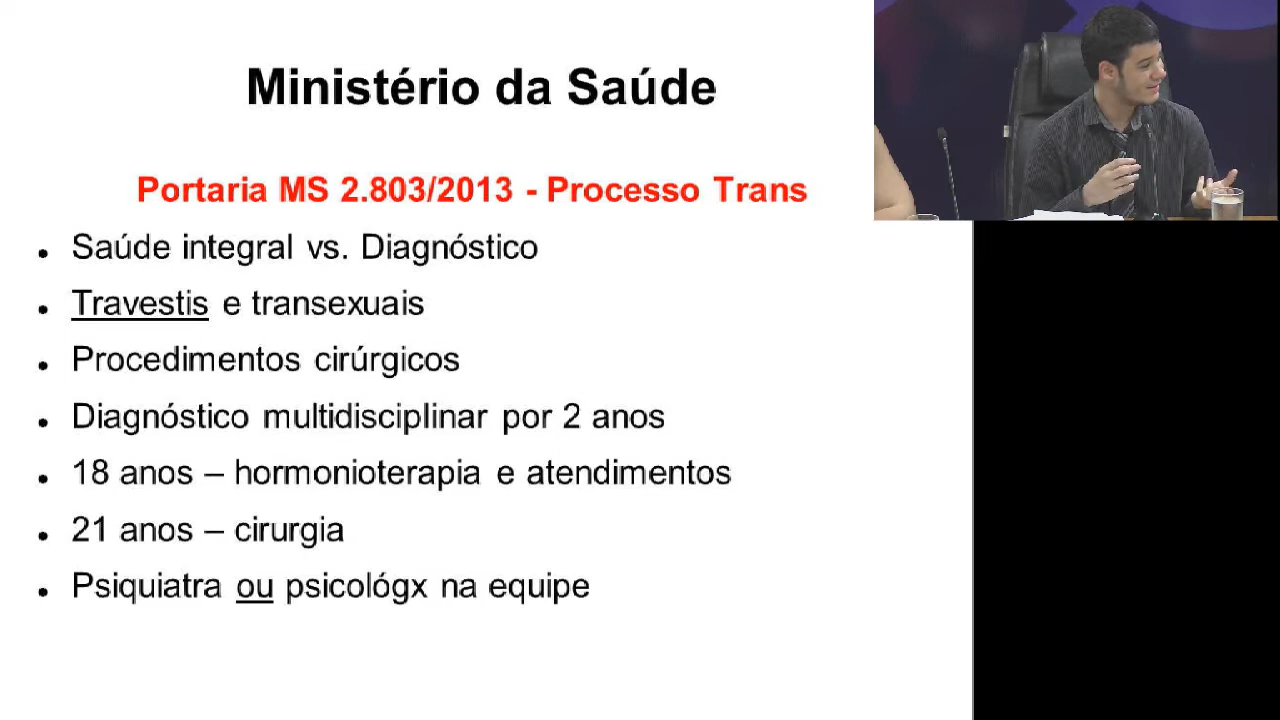 Ministério da Saúde
Portaria MS 2.803/2013 - Processo Trans
• Saúde integral vs. Diagnóstico
• Travestis e transexuais
• Procedimentos cirúrgicos
• Diagnóstico multidisciplinar por 2 anos
• 18 anos – hormonioterapia e atendimentos
• 21 anos – cirurgia
• Psiquiatra ou psicológx na equipe